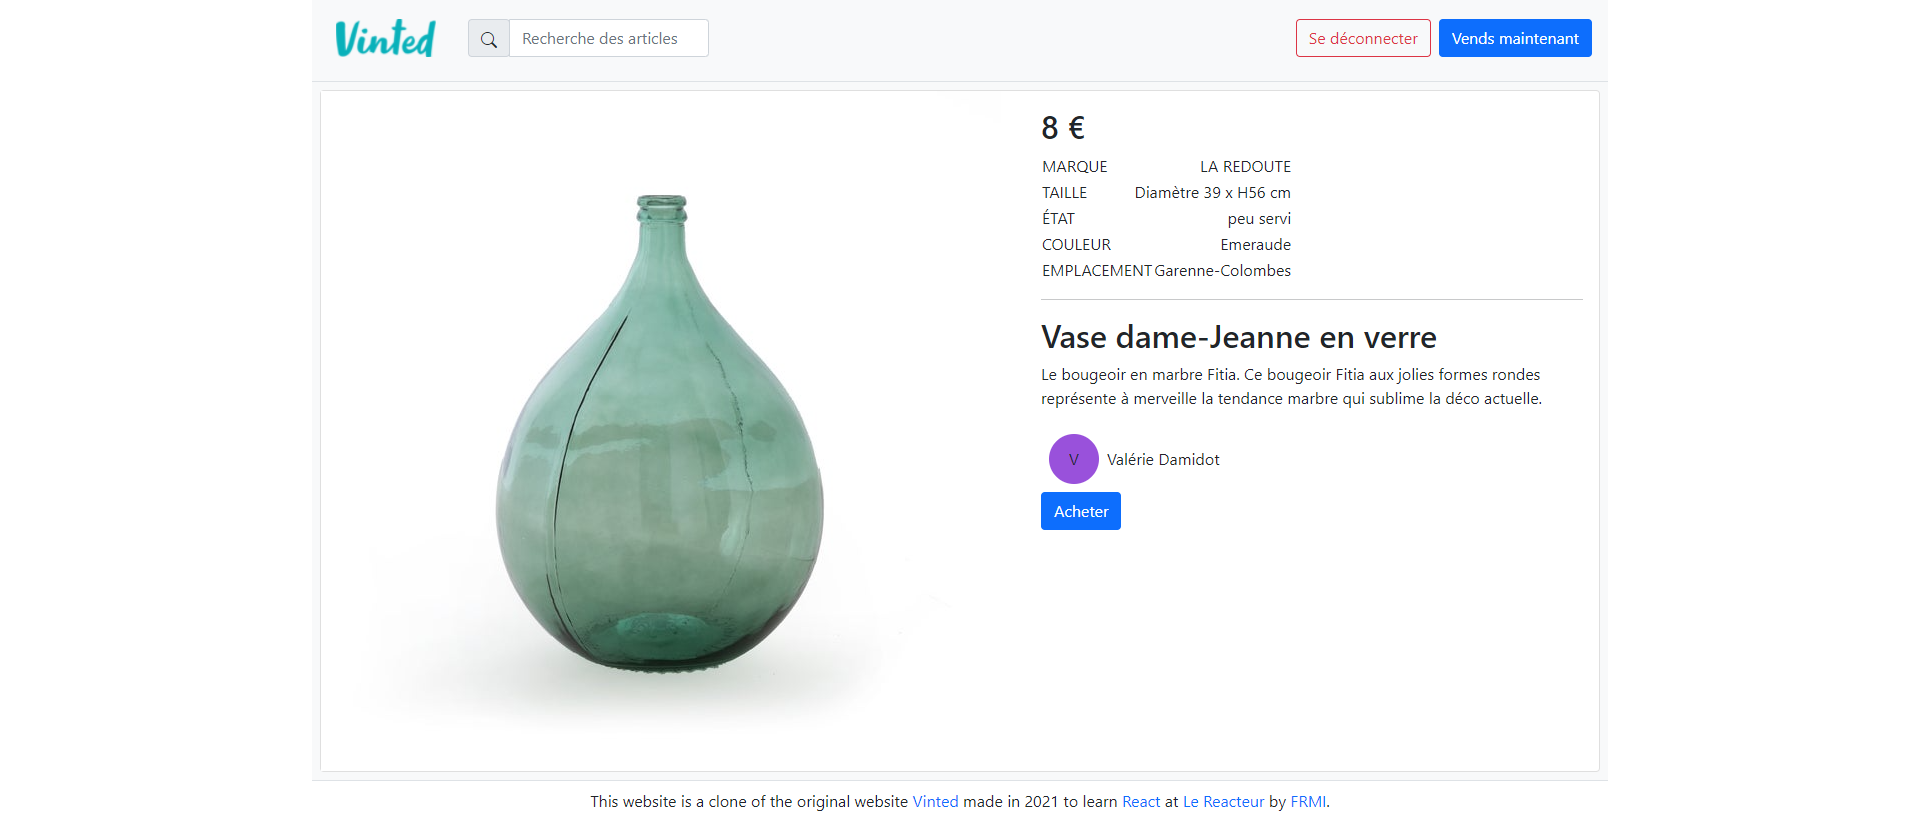 Vinted
Recherche des articles
Se déconnecter
Vends maintenant
8 €
MARQUE LA REDOUTE
TAILLE Diamètre 39 x H56 cm
ÉTAT peu servi
COULEUR Emeraude
EMPLACEMENT Garenne-Colombes
Vase dame-Jeanne en verre
Le bougeoir en marbre Fitia. Ce bougeoir Fitia aux jolies formes rondes
représente à merveille la tendance marbre qui sublime la déco actuelle.
V Valérie Damidot
Acheter
This website is a clone of the original website Vinted made in 2021 to learn React at Le Reacteur by FRMI.